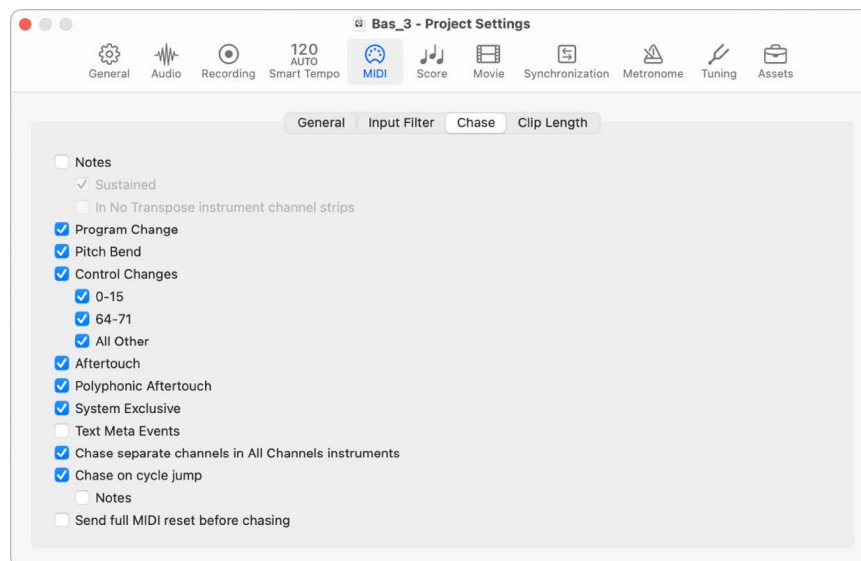 Bas_3 - Project Settings
General
Audio
Recording
120
AUTO
Smart Tempo
MIDI
Score
Movie
Synchronization
Metronome
Tuning
Assets
General Input Filter Chase Clip Length
Notes
Sustained
In No Transpose instrument channel strips
Program Change
Pitch Bend
Control Changes
0-15
64-71
All Other
Aftertouch
Polyphonic Aftertouch
System Exclusive
Text Meta Events
Chase separate channels in All Channels instruments
Chase on cycle jump
Notes
Send full MIDI reset before chasing